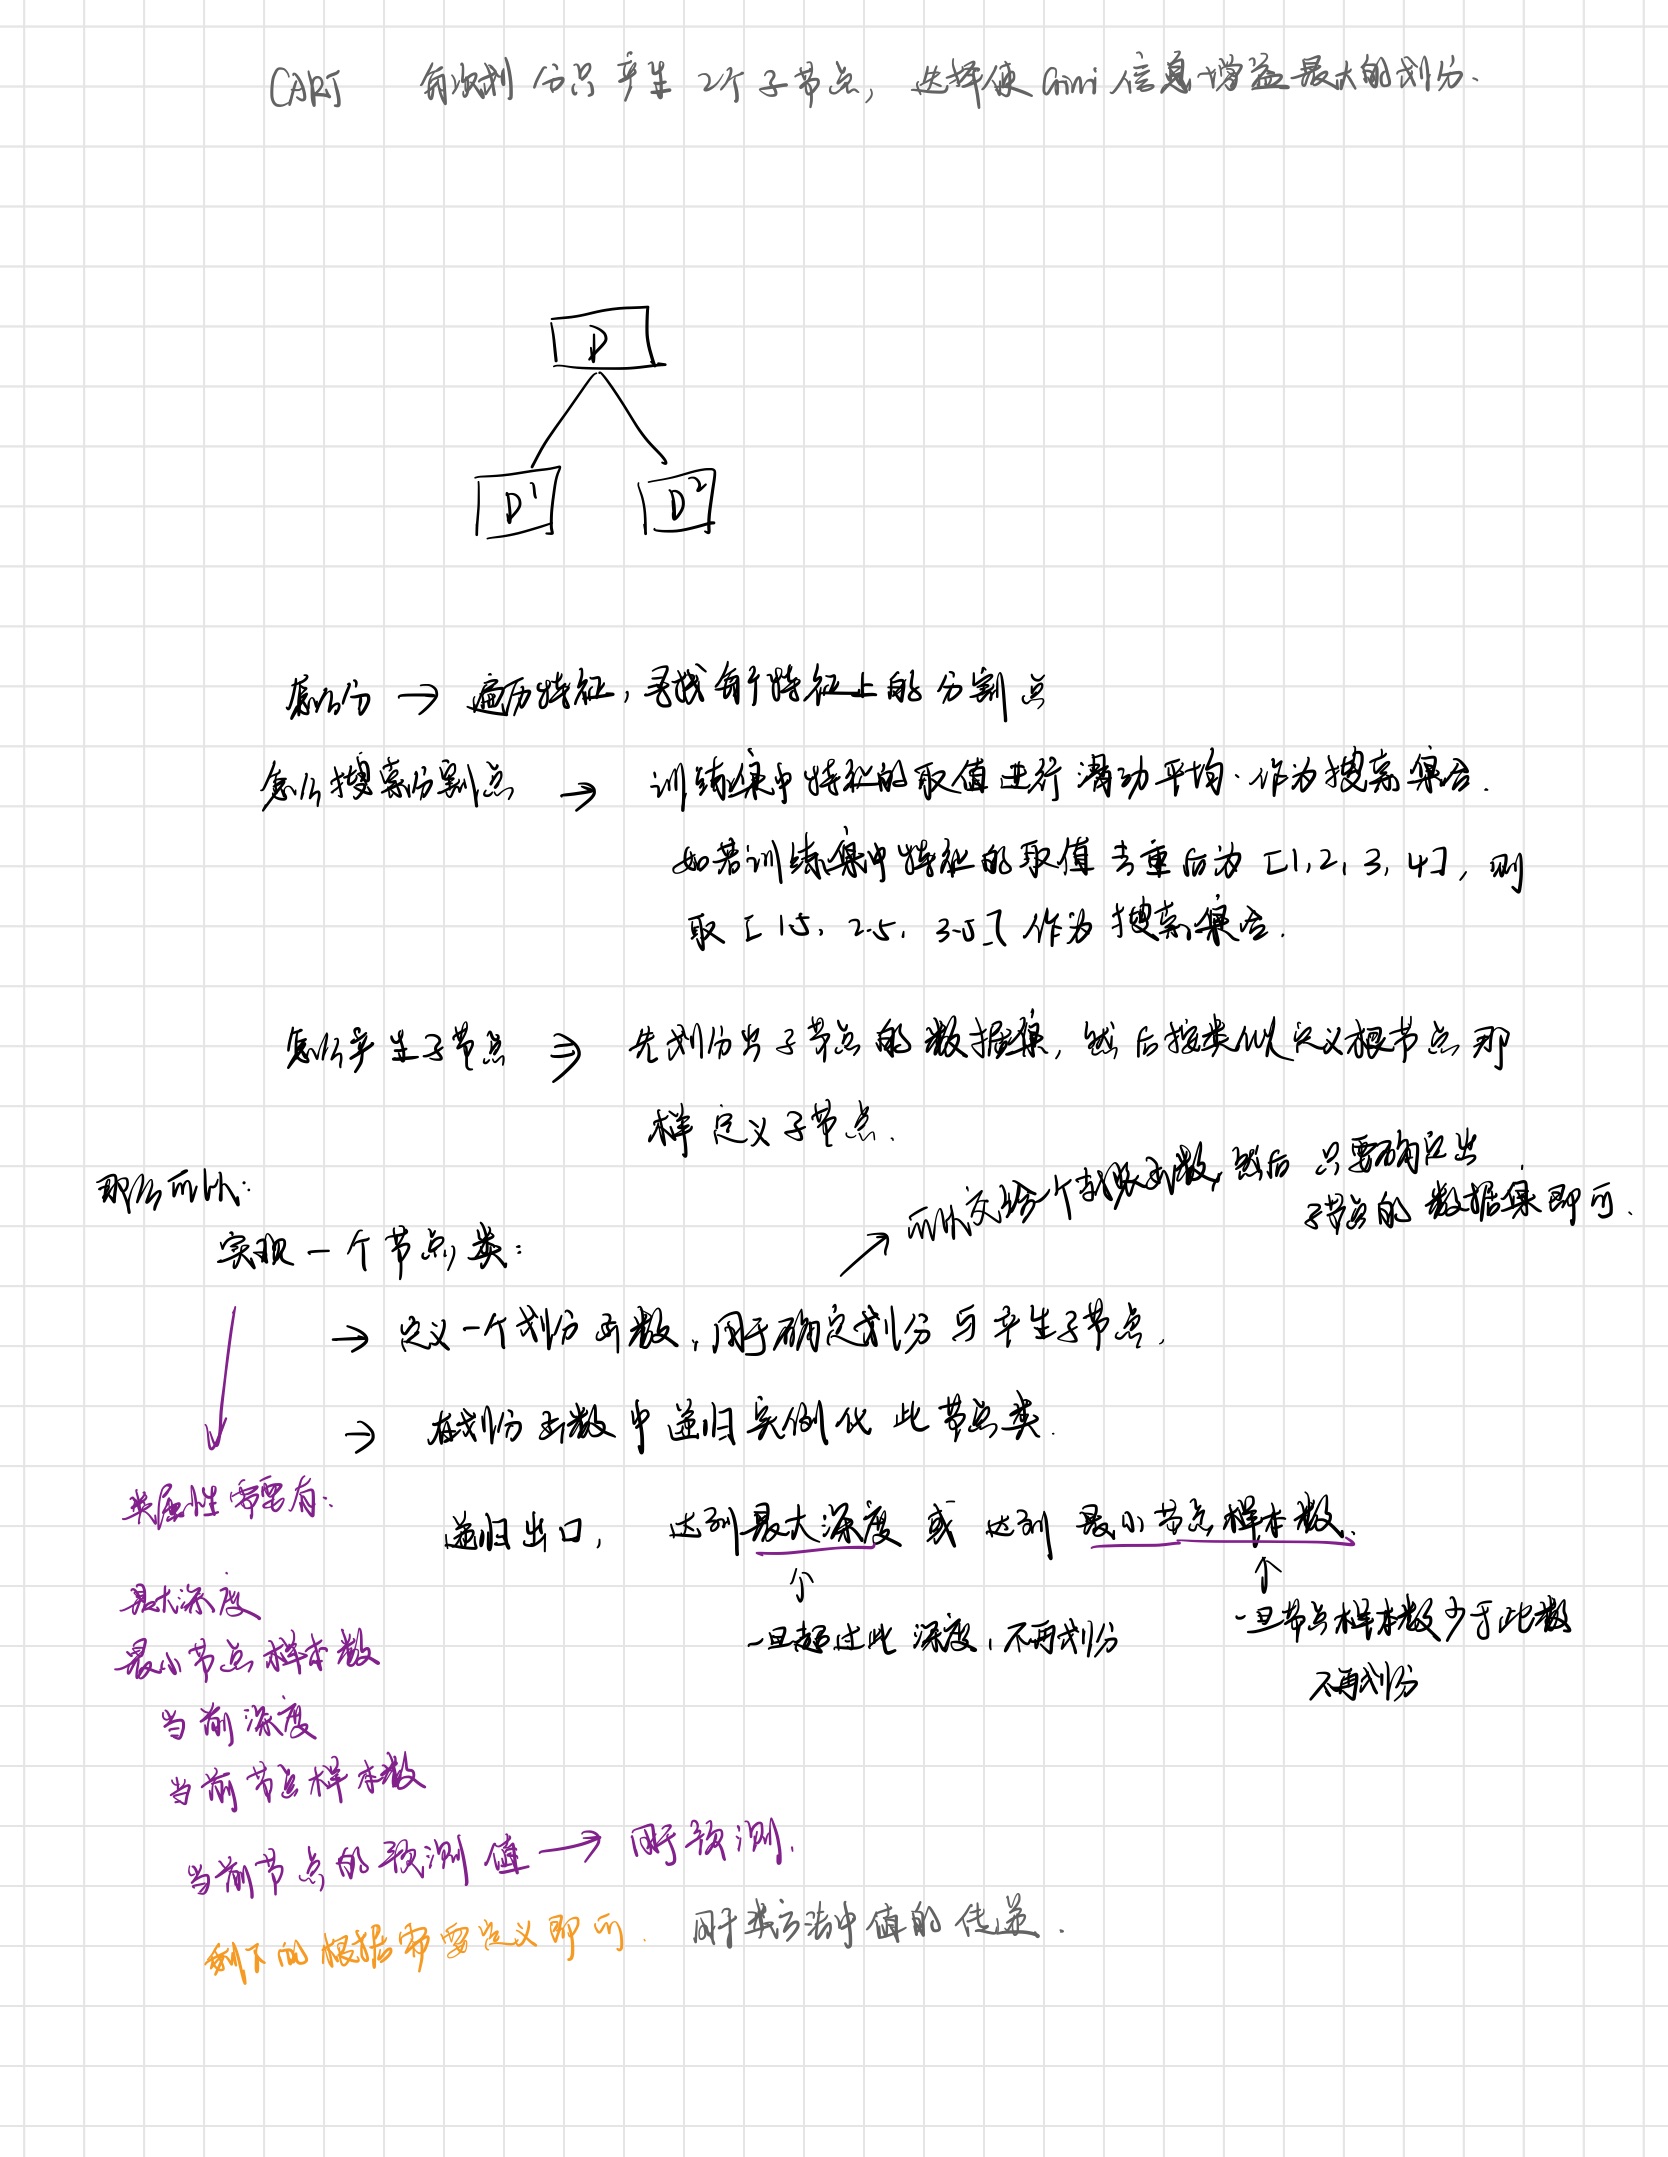 CART 每次划分只产生2个子节点，选择使Gini信息增益最大的划分.
D
D¹ D²
怎么分 → 遍历特征，寻找每个特征上的分割点
怎么搜索分割点 → 训练集中特征的取值进行滑动平均.作为搜索集合.
如若训练集中特征的取值去重后为[1,2,3,4]，则
取[1.5, 2.5, 3.5]作为搜索集合.
怎么产生子节点 → 先划分出子节点的数据集，然后按类似定义根节点那
样定义子节点.
那么可以:
所以交给一个划分函数，然后只要确定出
子节点的数据集即可.
实现一个节点类:
→ 定义一个划分函数，用于确定划分与产生子节点，
→ 在划分函数中递归实例化此节点类.
类属性需要有:
递归出口， 达到最大深度或达到最小节点样本数.
最大深度
↑ 一旦超过此深度，不再划分
↑ 一旦节点样本数少于此数
不再划分
最小节点样本数
当前深度
当前节点样本数
当前节点的预测值 → 用于预测.
剩下的根据需要定义即可. 用于类方法中值的传递.